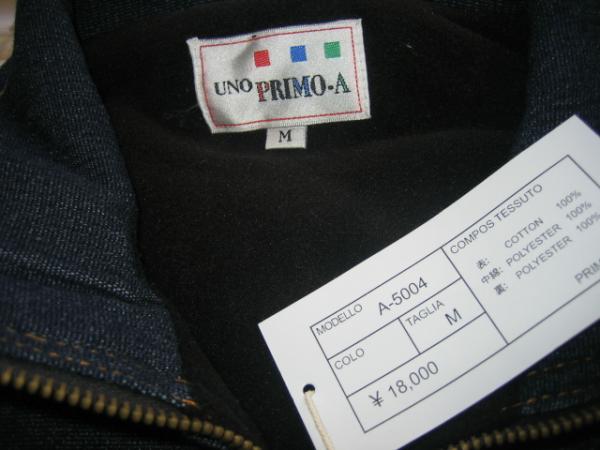 UNO PRIMO-A
M
MODELLO A-5004
COLO
TAGLIA M
¥ 18,000
COMPOS TESSUTO
表: COTTON 100%
中綿: POLYESTER 100%
裏: POLYESTER 100%
PRIM